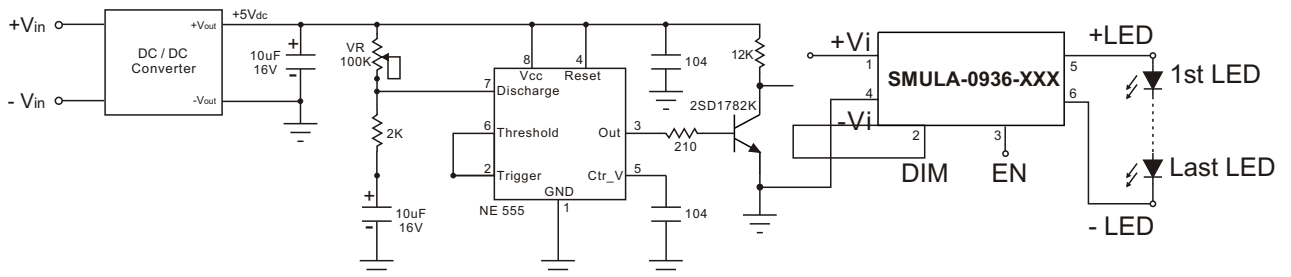 +Vin
- Vin
DC / DC
Converter
+Vout
-Vout
+5Vdc
+
10uF
16V
-
VR
100K
2K
+
10uF
16V
-
8
Vcc
4
Reset
7
Discharge
6
Threshold
2
Trigger
Out
3
Ctr_V
5
GND
1
NE 555
104
210
104
12K
2SD1782K
+Vi
1
4
-Vi
SMULA-0936-XXX
2
DIM
3
EN
5
6
+LED
1st LED
Last LED
- LED